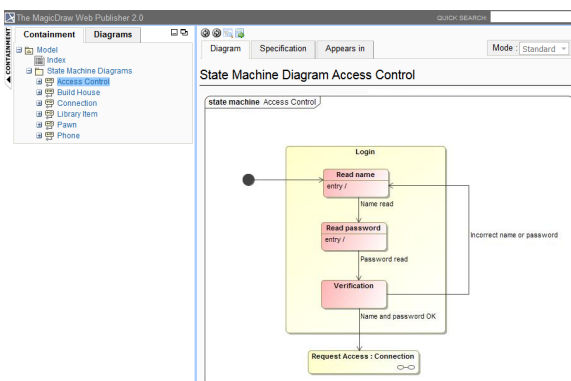 The MagicDraw Web Publisher 2.0
QUICK SEARCH:
CONTAINMENT
Containment
Diagrams
Model
Index
State Machine Diagrams
Access Control
Build House
Connection
Library Item
Pawn
Phone
Diagram
Specification
Appears in
Mode : Standard
State Machine Diagram Access Control
state machine Access Control
Login
Read name
entry /
Name read
Read password
entry /
Incorrect name or password
Password read
Verification
Name and password OK
Request Access : Connection